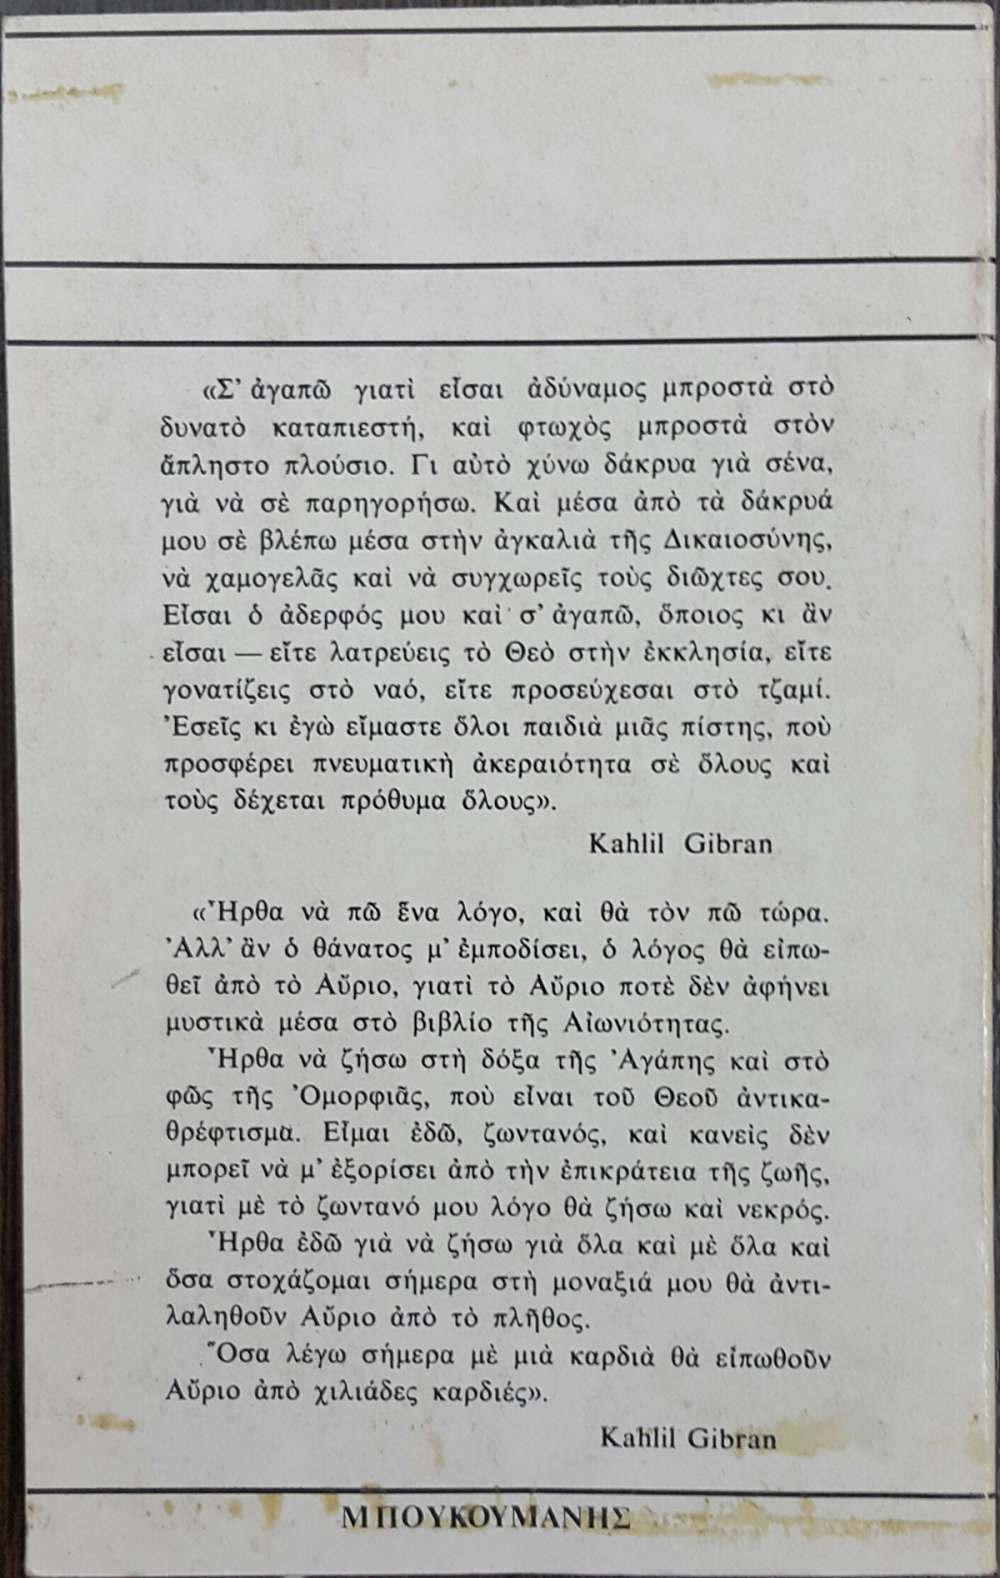 «Σ' ἀγαπῶ γιατὶ εἶσαι ἀδύναμος μπροστὰ στὸ
δυνατὸ καταπιεστή, καὶ φτωχὸς μπροστὰ στὸν
ἄπληστο πλούσιο. Γι αὐτὸ χύνω δάκρυα γιὰ σένα,
γιὰ νὰ σὲ παρηγορήσω. Καὶ μέσα ἀπὸ τὰ δάκρυά
μου σὲ βλέπω μέσα στὴν ἀγκαλιὰ τῆς Δικαιοσύνης,
νὰ χαμογελᾶς καὶ νὰ συγχωρεῖς τοὺς διῶχτες σου.
Εἶσαι ὁ ἀδερφός μου καὶ σ' ἀγαπῶ, ὅποιος κι ἂν
εἶσαι — εἴτε λατρεύεις τὸ Θεὸ στὴν ἐκκλησία, εἴτε
γονατίζεις στὸ ναό, εἴτε προσεύχεσαι στὸ τζαμί.
Ἐσεῖς κι ἐγὼ εἴμαστε ὅλοι παιδιὰ μιᾶς πίστης, ποὺ
προσφέρει πνευματικὴ ἀκεραιότητα σὲ ὅλους καὶ
τοὺς δέχεται πρόθυμα ὅλους».
Kahlil Gibran
«Ἦρθα νὰ πῶ ἕνα λόγο, καὶ θὰ τὸν πῶ τώρα.
Ἀλλ' ἂν ὁ θάνατος μ' ἐμποδίσει, ὁ λόγος θὰ εἰπω-
θεῖ ἀπὸ τὸ Αὔριο, γιατὶ τὸ Αὔριο ποτὲ δὲν ἀφήνει
μυστικὰ μέσα στὸ βιβλίο τῆς Αἰωνιότητας.
Ἦρθα νὰ ζήσω στὴ δόξα τῆς Ἀγάπης καὶ στὸ
φῶς τῆς Ὀμορφιᾶς, ποὺ εἶναι τοῦ Θεοῦ ἀντικα-
θρέφτισμα. Εἶμαι ἐδῶ, ζωντανός, καὶ κανεὶς δὲν
μπορεῖ νὰ μ' ἐξορίσει ἀπὸ τὴν ἐπικράτεια τῆς ζωῆς,
γιατὶ μὲ τὸ ζωντανό μου λόγο θὰ ζήσω καὶ νεκρός.
Ἦρθα ἐδῶ γιὰ νὰ ζήσω γιὰ ὅλα καὶ μὲ ὅλα καὶ
ὅσα στοχάζομαι σήμερα στὴ μοναξιά μου θὰ ἀντι-
λαληθοῦν Αὔριο ἀπὸ τὸ πλῆθος.
Ὅσα λέγω σήμερα μὲ μιὰ καρδιὰ θὰ εἰπωθοῦν
Αὔριο ἀπὸ χιλιάδες καρδιές».
Kahlil Gibran
ΜΠΟΥΚΟΥΜΑΝΗΣ